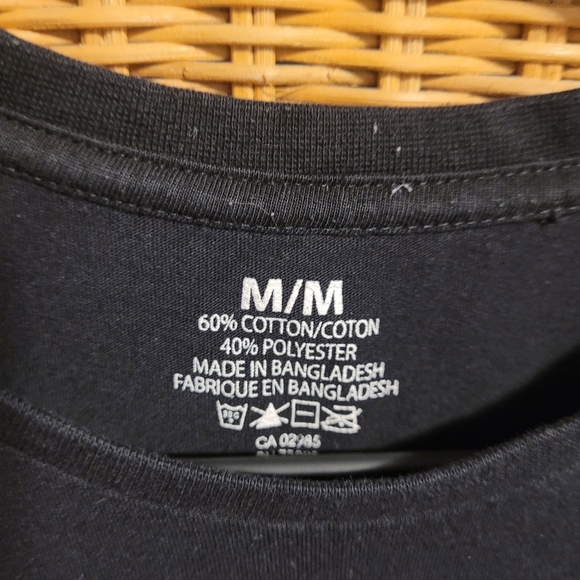 M/M
60% COTTON/COTON
40% POLYESTER
MADE IN BANGLADESH
FABRIQUE EN BANGLADESH
CA 02985